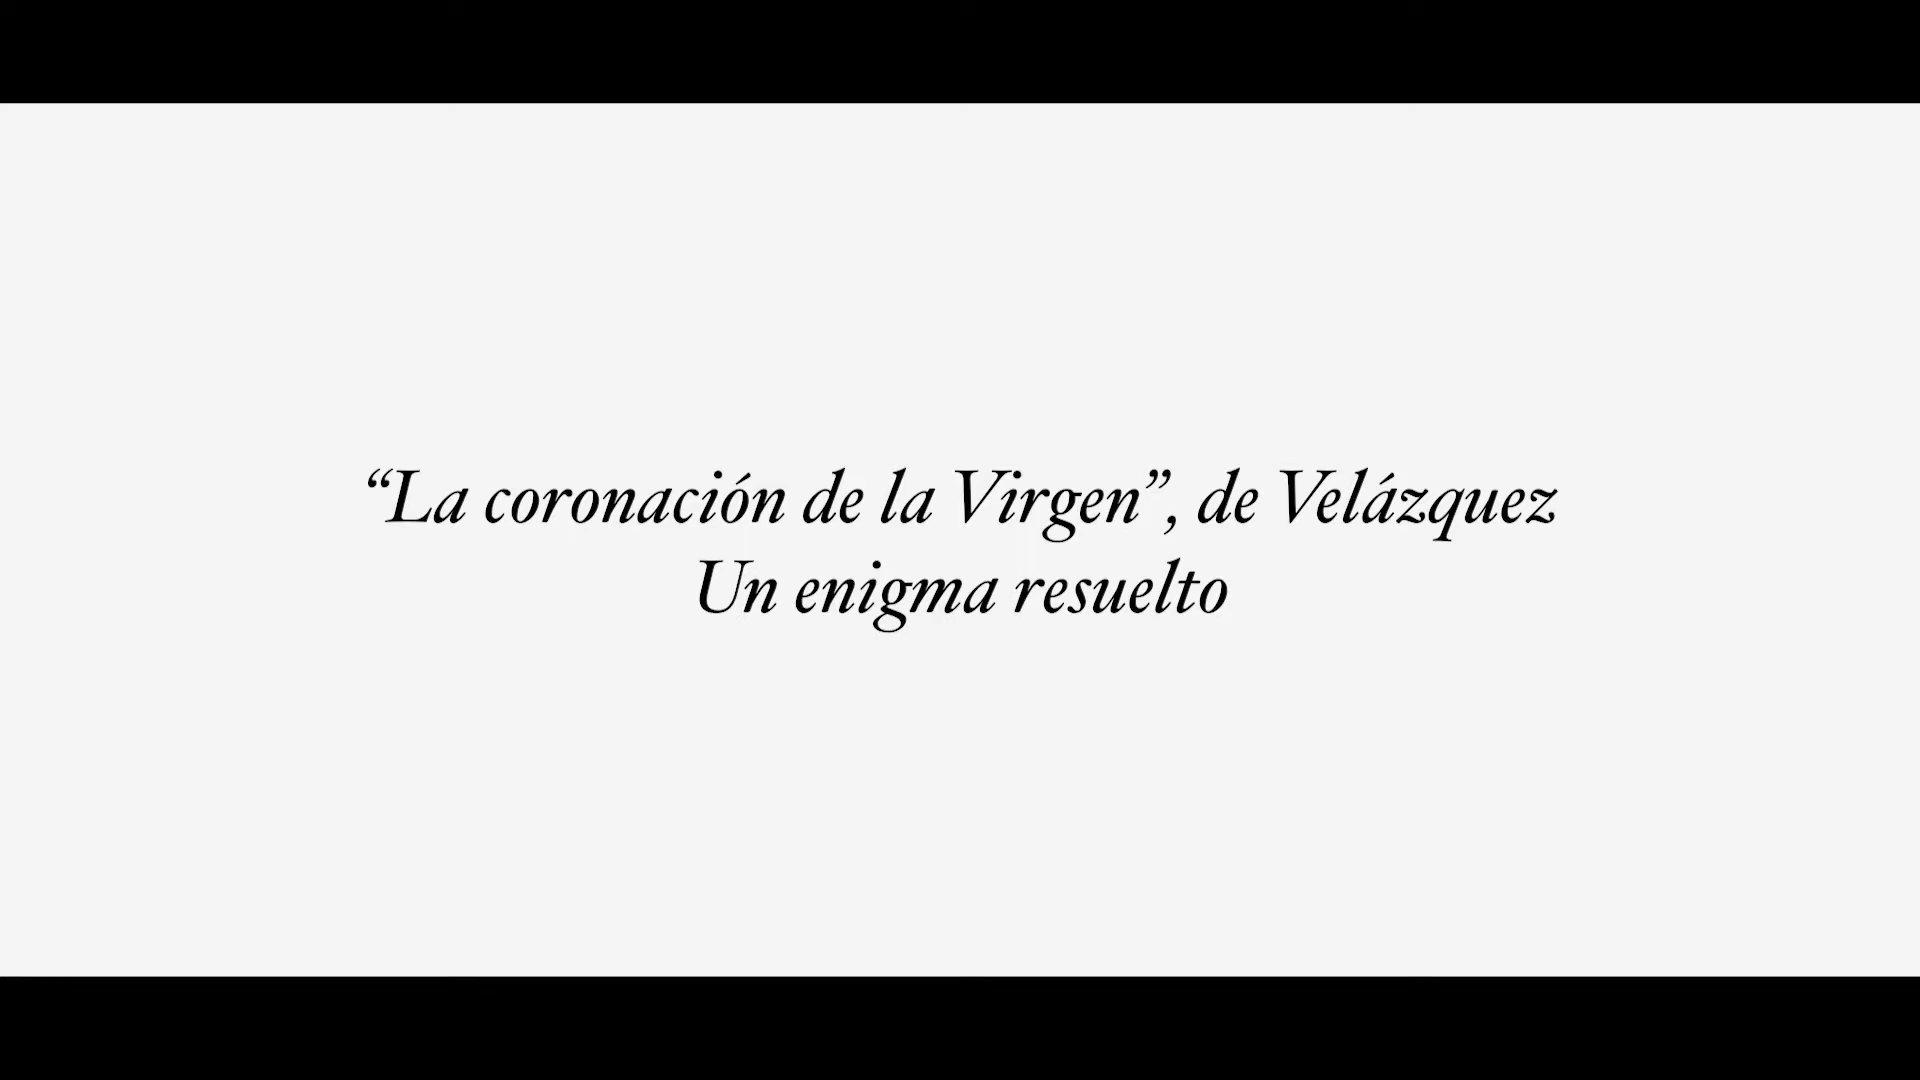 “La coronación de la Virgen”, de Velázquez
Un enigma resuelto